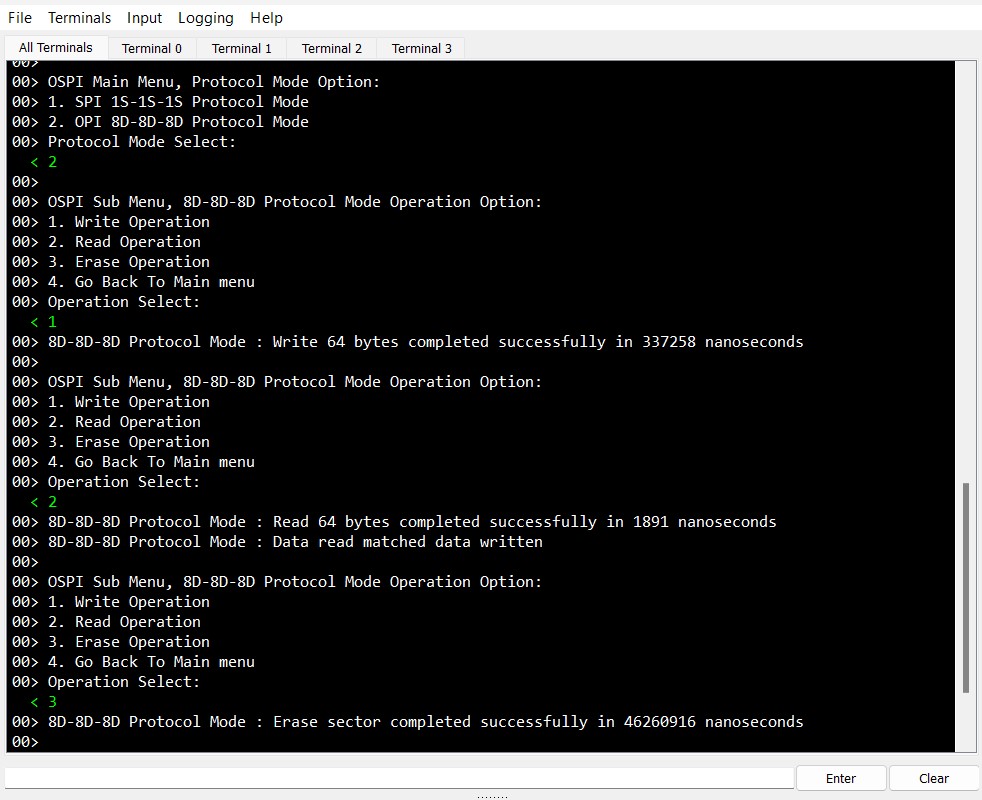 File Terminals Input Logging Help
All Terminals Terminal 0 Terminal 1 Terminal 2 Terminal 3
00>
00> OSPI Main Menu, Protocol Mode Option:
00> 1. SPI 1S-1S-1S Protocol Mode
00> 2. OPI 8D-8D-8D Protocol Mode
00> Protocol Mode Select:
< 2
00>
00> OSPI Sub Menu, 8D-8D-8D Protocol Mode Operation Option:
00> 1. Write Operation
00> 2. Read Operation
00> 3. Erase Operation
00> 4. Go Back To Main menu
00> Operation Select:
< 1
00> 8D-8D-8D Protocol Mode : Write 64 bytes completed successfully in 337258 nanoseconds
00>
00> OSPI Sub Menu, 8D-8D-8D Protocol Mode Operation Option:
00> 1. Write Operation
00> 2. Read Operation
00> 3. Erase Operation
00> 4. Go Back To Main menu
00> Operation Select:
< 2
00> 8D-8D-8D Protocol Mode : Read 64 bytes completed successfully in 1891 nanoseconds
00> 8D-8D-8D Protocol Mode : Data read matched data written
00>
00> OSPI Sub Menu, 8D-8D-8D Protocol Mode Operation Option:
00> 1. Write Operation
00> 2. Read Operation
00> 3. Erase Operation
00> 4. Go Back To Main menu
00> Operation Select:
< 3
00> 8D-8D-8D Protocol Mode : Erase sector completed successfully in 46260916 nanoseconds
00>
Enter Clear